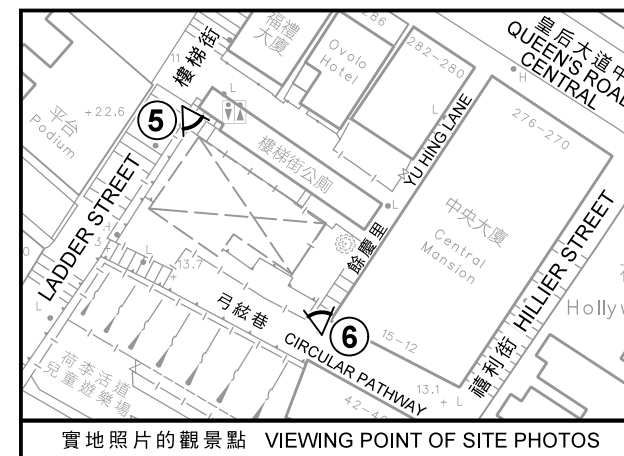 皇后大道中
QUEEN'S ROAD
CENTRAL
樓梯街
福禮
大廈
286
Ovolo
Hotel
282-280
11
L
H
平台
Podium
+22.6
5
樓梯街公廁
YU HING LANE
276-270
中央大廈
Central
Mansion
LADDER STREET
餘慶里
L
L
13.7
HILLIER STREET
禧利街
Hollyw
弓絃巷
CIRCULAR PATHWAY
6
15-12
13.1
L
L
荷李活道
兒童遊樂場
實地照片的觀景點 VIEWING POINT OF SITE PHOTOS